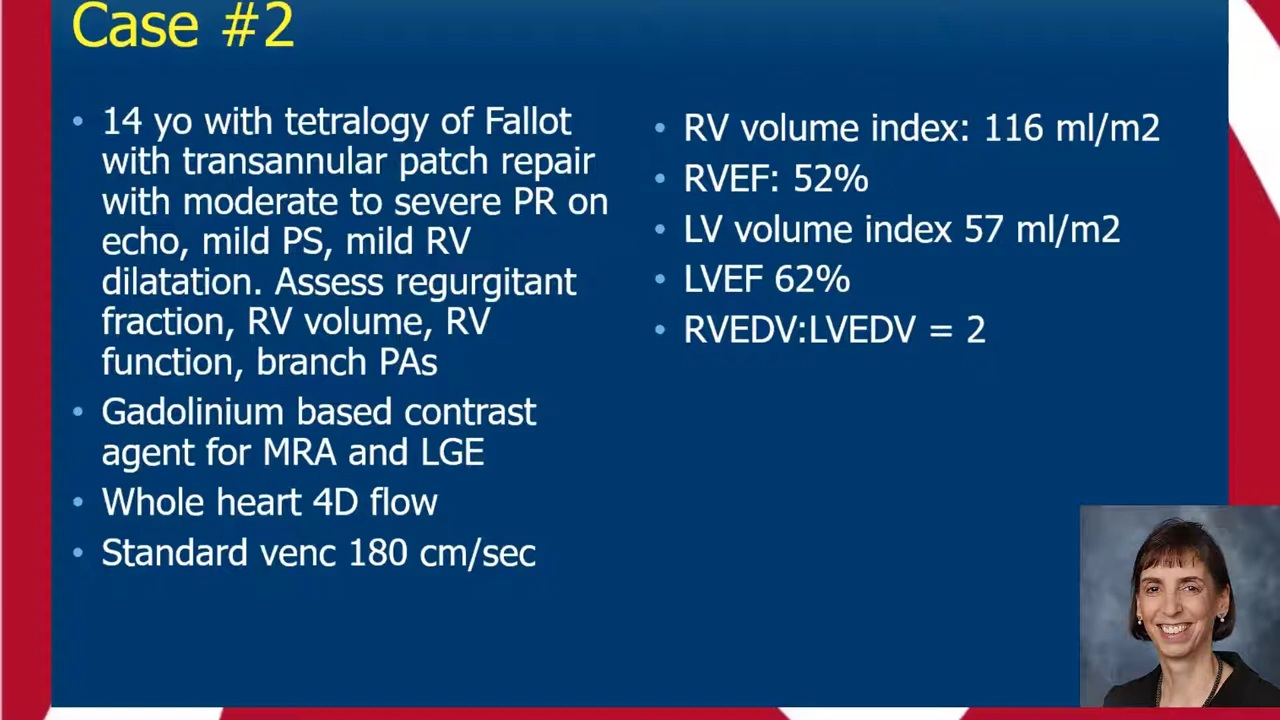 Case #2
• 14 yo with tetralogy of Fallot
with transannular patch repair
with moderate to severe PR on
echo, mild PS, mild RV
dilatation. Assess regurgitant
fraction, RV volume, RV
function, branch PAs
• Gadolinium based contrast
agent for MRA and LGE
• Whole heart 4D flow
• Standard venc 180 cm/sec
• RV volume index: 116 ml/m2
• RVEF: 52%
• LV volume index 57 ml/m2
• LVEF 62%
• RVEDV:LVEDV = 2